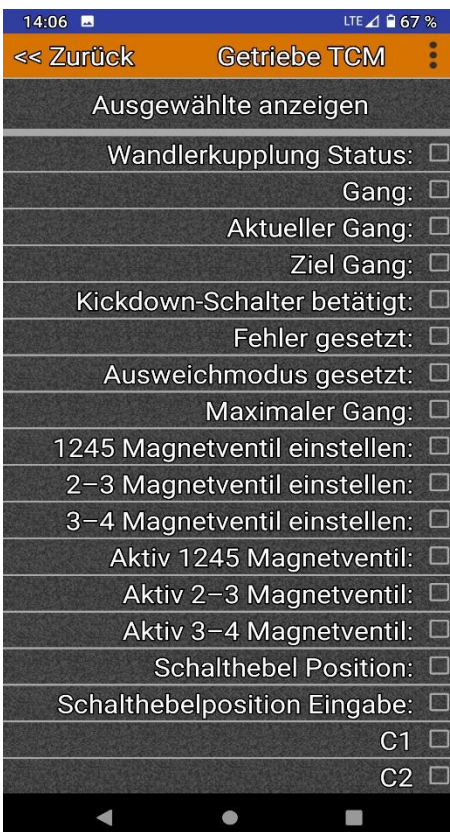 14:06 LTE 67 %
<< Zurück Getriebe TCM
Ausgewählte anzeigen
Wandlerkupplung Status:
Gang:
Aktueller Gang:
Ziel Gang:
Kickdown-Schalter betätigt:
Fehler gesetzt:
Ausweichmodus gesetzt:
Maximaler Gang:
1245 Magnetventil einstellen:
2–3 Magnetventil einstellen:
3–4 Magnetventil einstellen:
Aktiv 1245 Magnetventil:
Aktiv 2–3 Magnetventil:
Aktiv 3–4 Magnetventil:
Schalthebel Position:
Schalthebelposition Eingabe:
C1
C2